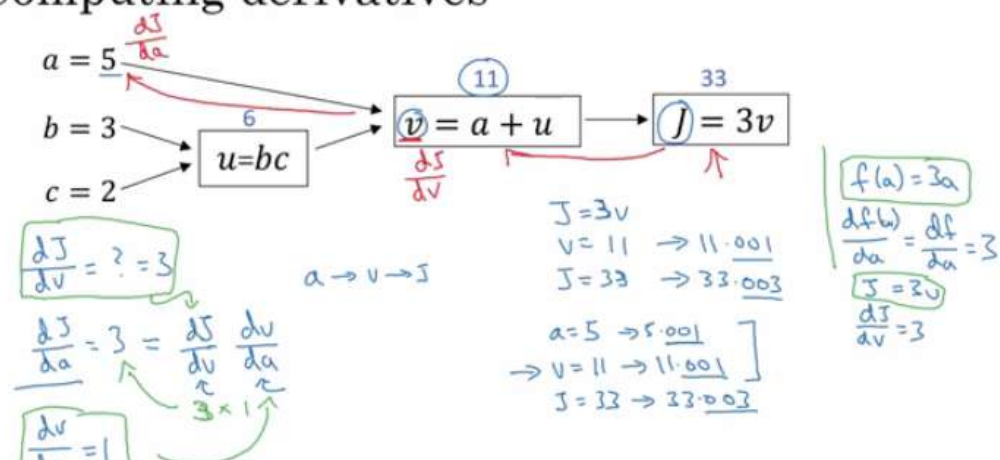 computing derivatives
dJ/da
a = 5
b = 3
c = 2
6
u=bc
11
v = a + u
dJ/dv
33
J = 3v
dJ/dv = ? = 3
a → v → J
dJ/da = 3 = dJ/dv dv/da
3 × 1
dv/da = 1
J = 3v
v = 11 → 11.001
J = 33 → 33.003
a = 5 → 5.001
→ v = 11 → 11.001
J = 33 → 33.003
f(a) = 3a
df(a)/da = df/da = 3
J = 3v
dJ/dv = 3